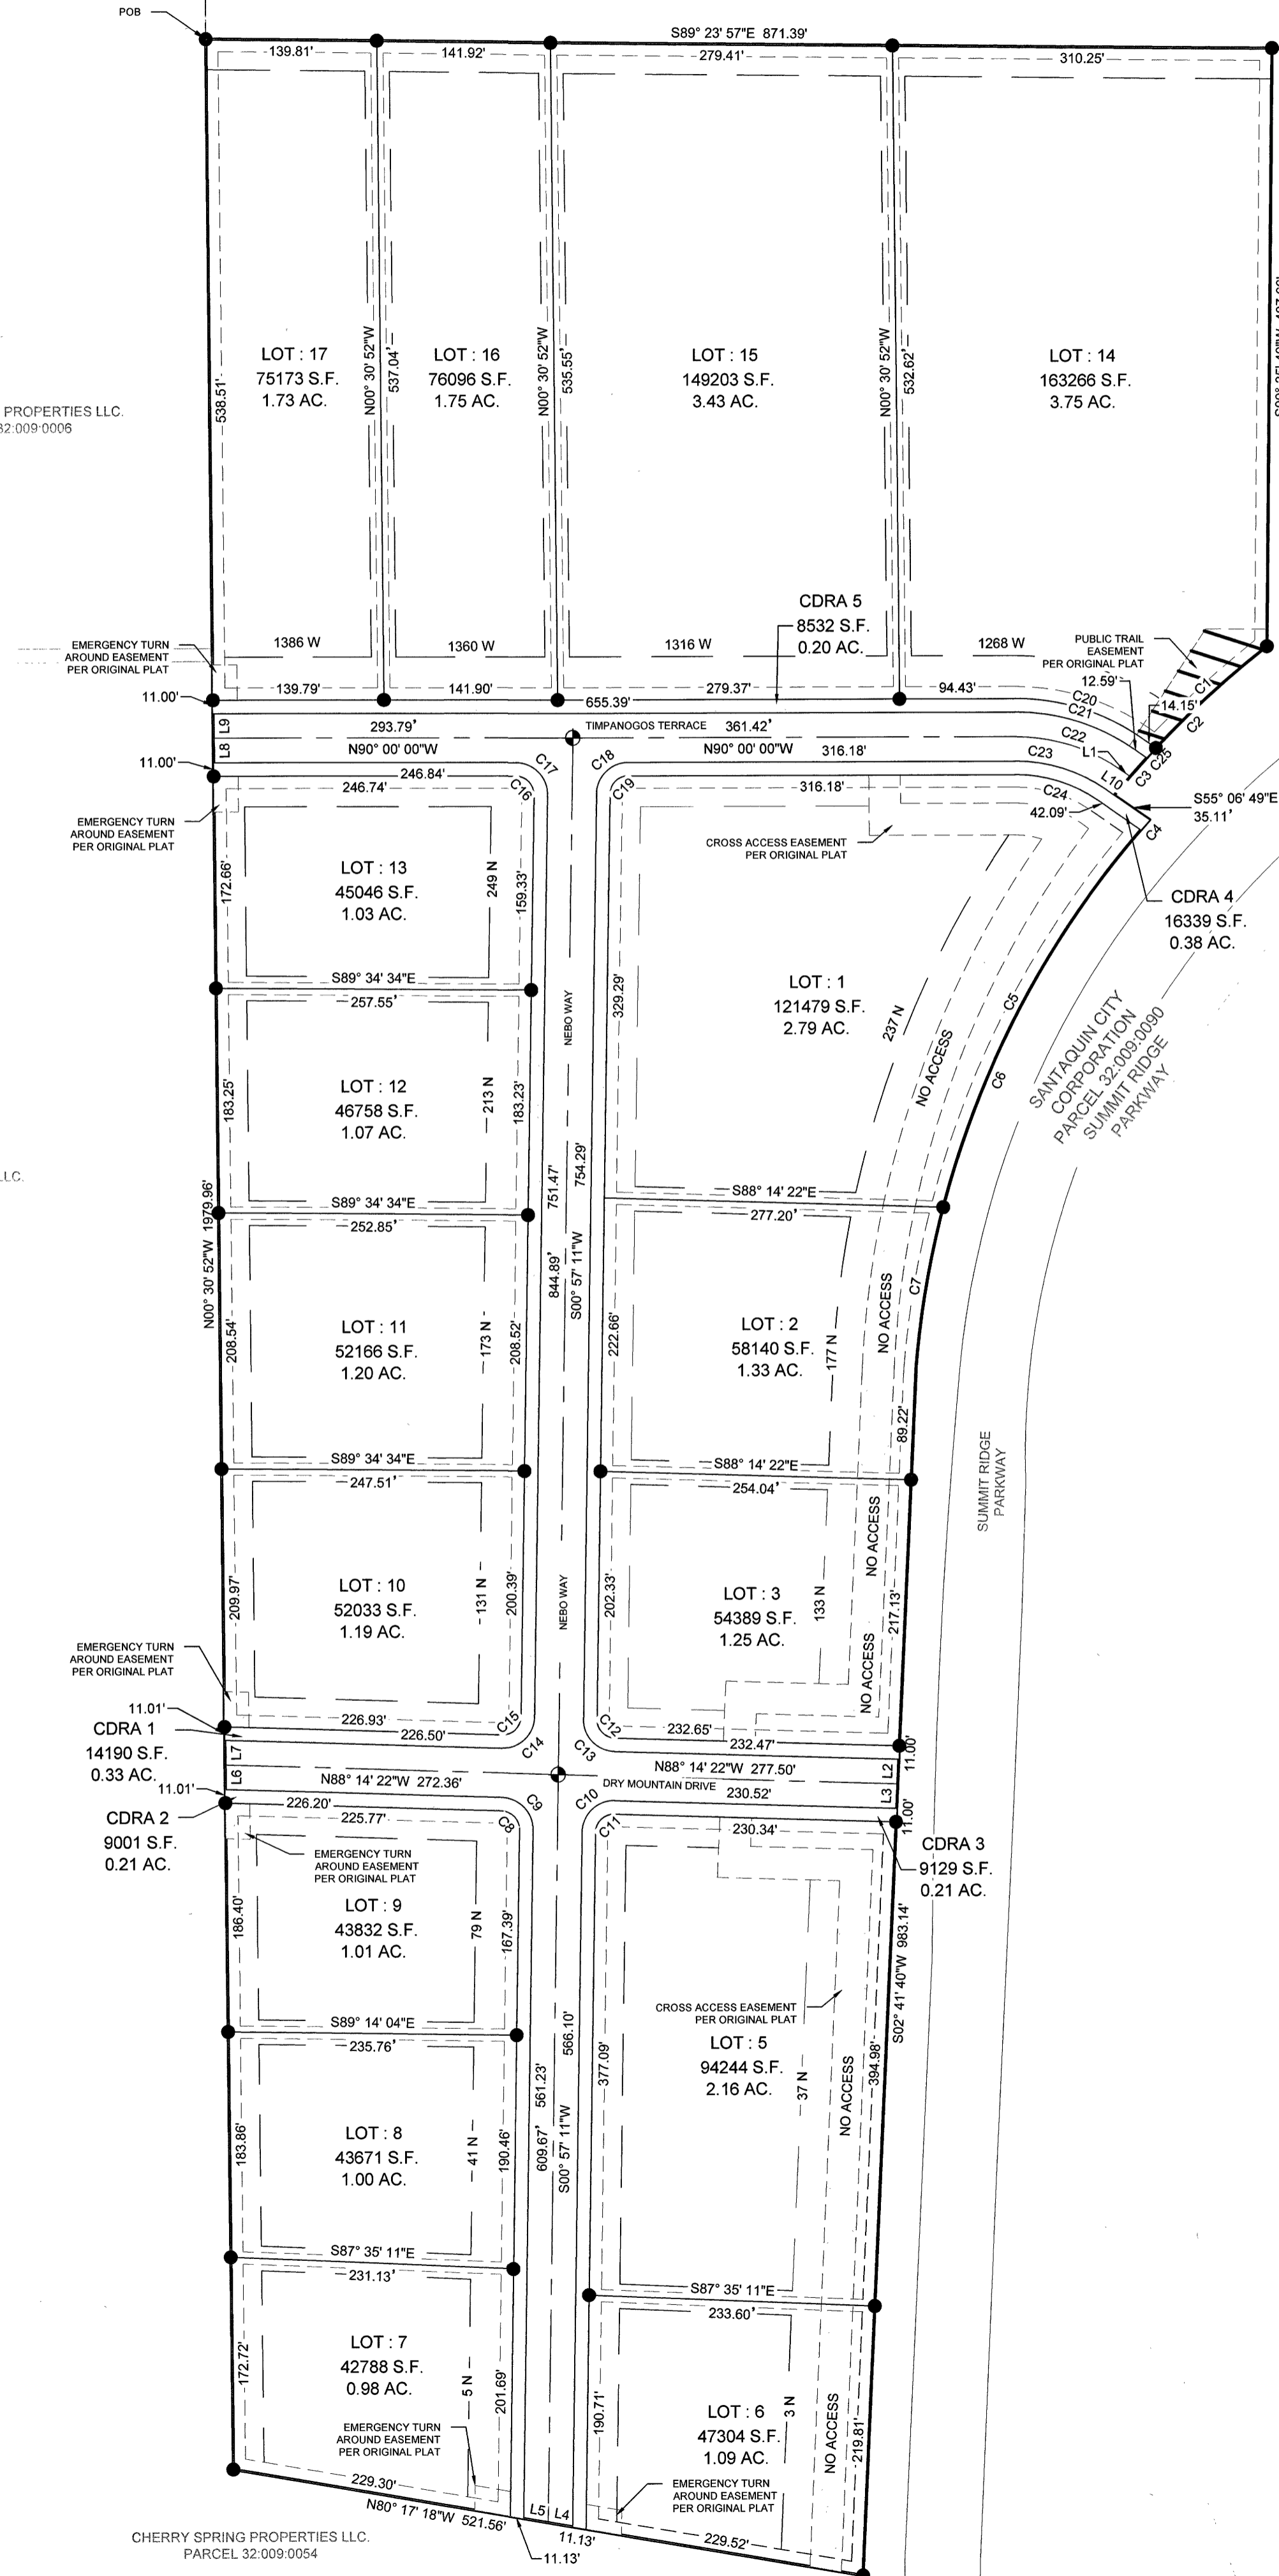 POB
S89° 23' 57"E 871.39'
139.81'
141.92'
279.41'
310.25'
LOT : 17
75173 S.F.
1.73 AC.
N00° 30' 52"W
537.04'
LOT : 16
76096 S.F.
1.75 AC.
N00° 30' 52"W
535.55'
LOT : 15
149203 S.F.
3.43 AC.
N00° 30' 52"W
532.62'
LOT : 14
163266 S.F.
3.75 AC.
538.51'
PROPERTIES LLC.
32:009:0006
CDRA 5
8532 S.F.
0.20 AC.
EMERGENCY TURN
AROUND EASEMENT
PER ORIGINAL PLAT
1386 W
1360 W
1316 W
1268 W
PUBLIC TRAIL
EASEMENT
PER ORIGINAL PLAT
12.59'
C1
11.00'
139.79'
141.90'
279.37'
94.43'
655.39'
C20
C21
14.15'
C2
L9
293.79'
TIMPANOGOS TERRACE
361.42'
C22
L8
N90° 00' 00"W
N90° 00' 00"W
316.18'
C23
L1
C25
C3
11.00'
246.84'
C17
C18
L10
246.74'
C16
C19
316.18'
C24
42.09'
S55° 06' 49"E
35.11'
C4
EMERGENCY TURN
AROUND EASEMENT
PER ORIGINAL PLAT
CROSS ACCESS EASEMENT
PER ORIGINAL PLAT
CDRA 4
16339 S.F.
0.38 AC.
172.66'
LOT : 13
45046 S.F.
1.03 AC.
249 N
159.33'
S89° 34' 34"E
257.55'
NEBO WAY
329.29'
LOT : 1
121479 S.F.
2.79 AC.
237 N
NO ACCESS
C5
C6
SANTAQUIN CITY
CORPORATION
PARCEL 32:009:0090
SUMMIT RIDGE
PARKWAY
183.25'
LOT : 12
46758 S.F.
1.07 AC.
213 N
183.23'
751.47'
754.29'
LLC.
N00° 30' 52"W 1979.96'
S89° 34' 34"E
252.85'
S88° 14' 22"E
277.20'
844.89'
S00° 57' 11"W
C7
208.54'
LOT : 11
52166 S.F.
1.20 AC.
173 N
208.52'
222.66'
LOT : 2
58140 S.F.
1.33 AC.
177 N
NO ACCESS
89.22'
S89° 34' 34"E
247.51'
S88° 14' 22"E
254.04'
SUMMIT RIDGE
PARKWAY
209.97'
LOT : 10
52033 S.F.
1.19 AC.
131 N
200.39'
NEBO WAY
202.33'
LOT : 3
54389 S.F.
1.25 AC.
133 N
NO ACCESS
NO ACCESS
217.13'
EMERGENCY TURN
AROUND EASEMENT
PER ORIGINAL PLAT
11.01'
226.93'
C15
C12
232.65'
CDRA 1
14190 S.F.
0.33 AC.
226.50'
C14
C13
232.47'
11.00'
L7
L6
N88° 14' 22"W 272.36'
N88° 14' 22"W 277.50'
L2
DRY MOUNTAIN DRIVE
L3
11.01'
226.20'
C9
C10
230.52'
CDRA 2
9001 S.F.
0.21 AC.
225.77'
C8
C11
230.34'
11.00'
CDRA 3
9129 S.F.
0.21 AC.
EMERGENCY TURN
AROUND EASEMENT
PER ORIGINAL PLAT
186.40'
LOT : 9
43832 S.F.
1.01 AC.
79 N
167.39'
S89° 14' 04"E
235.76'
566.10'
377.09'
CROSS ACCESS EASEMENT
PER ORIGINAL PLAT
LOT : 5
94244 S.F.
2.16 AC.
37 N
NO ACCESS
394.98'
S02° 41' 40"W 983.14'
183.86'
LOT : 8
43671 S.F.
1.00 AC.
41 N
190.46'
561.23'
609.67'
S00° 57' 11"W
S87° 35' 11"E
231.13'
S87° 35' 11"E
233.60'
172.72'
LOT : 7
42788 S.F.
0.98 AC.
5 N
201.69'
190.71'
LOT : 6
47304 S.F.
1.09 AC.
3 N
NO ACCESS
219.81'
EMERGENCY TURN
AROUND EASEMENT
PER ORIGINAL PLAT
EMERGENCY TURN
AROUND EASEMENT
PER ORIGINAL PLAT
229.30'
N80° 17' 18"W 521.56'
L5
L4
11.13'
11.13'
229.52'
CHERRY SPRING PROPERTIES LLC.
PARCEL 32:009:0054